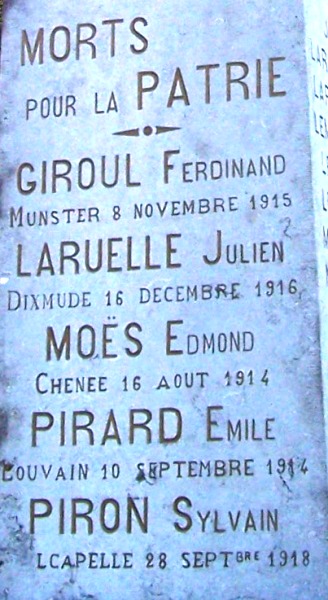 MORTS
POUR LA PATRIE
GIROUL FERDINAND
MUNSTER 8 NOVEMBRE 1915
LARUELLE JULIEN
DIXMUDE 16 DECEMBRE 1916
MOËS EDMOND
CHENEE 16 AOUT 1914
PIRARD EMILE
LOUVAIN 10 SEPTEMBRE 1914
PIRON SYLVAIN
LCAPELLE 28 SEPTBRE 1918